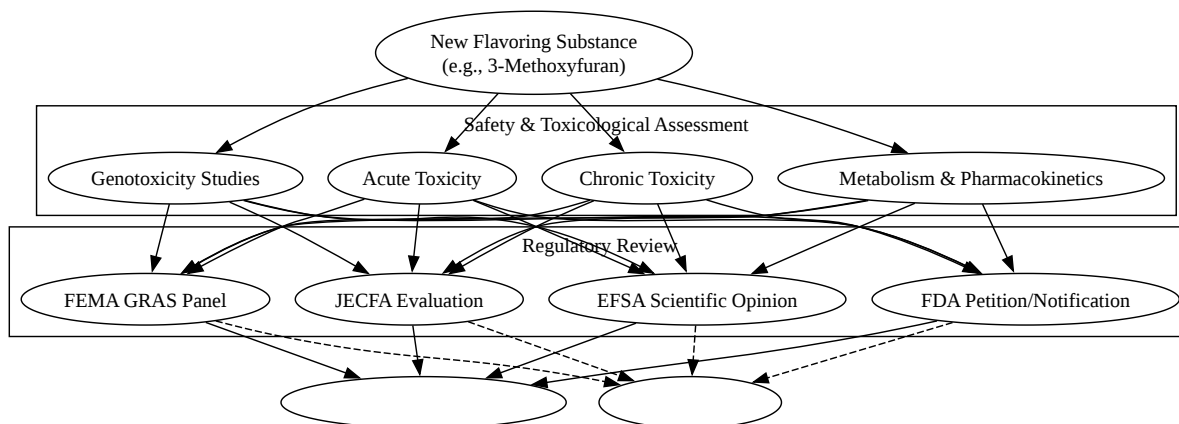 New Flavoring Substance
(e.g., 3-Methoxyfuran)
Safety & Toxicological Assessment
Genotoxicity Studies
Acute Toxicity
Chronic Toxicity
Metabolism & Pharmacokinetics
Regulatory Review
FEMA GRAS Panel
JECFA Evaluation
EFSA Scientific Opinion
FDA Petition/Notification